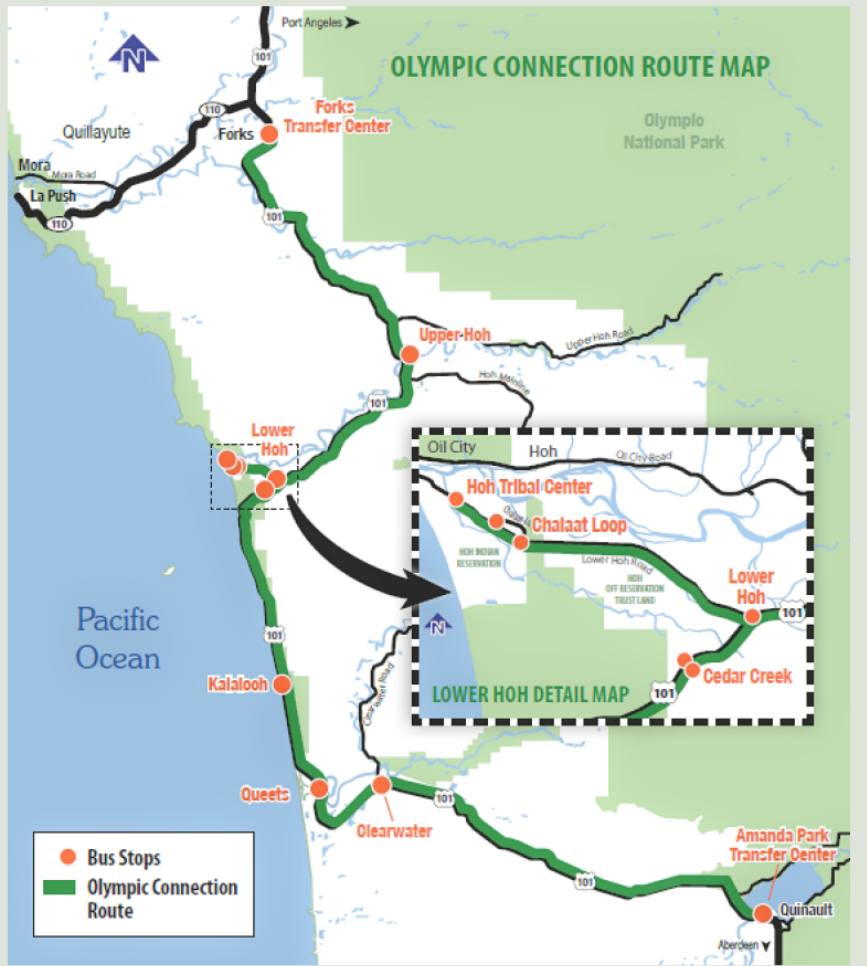 Port Angeles
N
101
OLYMPIC CONNECTION ROUTE MAP
110
Forks
Transfer Center
Quillayute
Forks
Olympic
National Park
Mora
Mora Road
La Push
110
101
Upper Hoh
Upper Hoh Road
Hoh Mainline
101
Lower
Hoh
Oil City
Hoh
Oil City Road
Hoh Tribal Center
Chalaat Loop
HOH INDIAN
RESERVATION
Lower Hoh Road
HOH
OFF RESERVATION
TRUST LAND
Lower
Hoh
101
N
Cedar Creek
101
LOWER HOH DETAIL MAP
Pacific
Ocean
101
Kalalooh
Clearwater Road
Queets
101
Clearwater
Amanda Park
Transfer Center
101
Quinault
Aberdeen
Bus Stops
Olympic Connection
Route